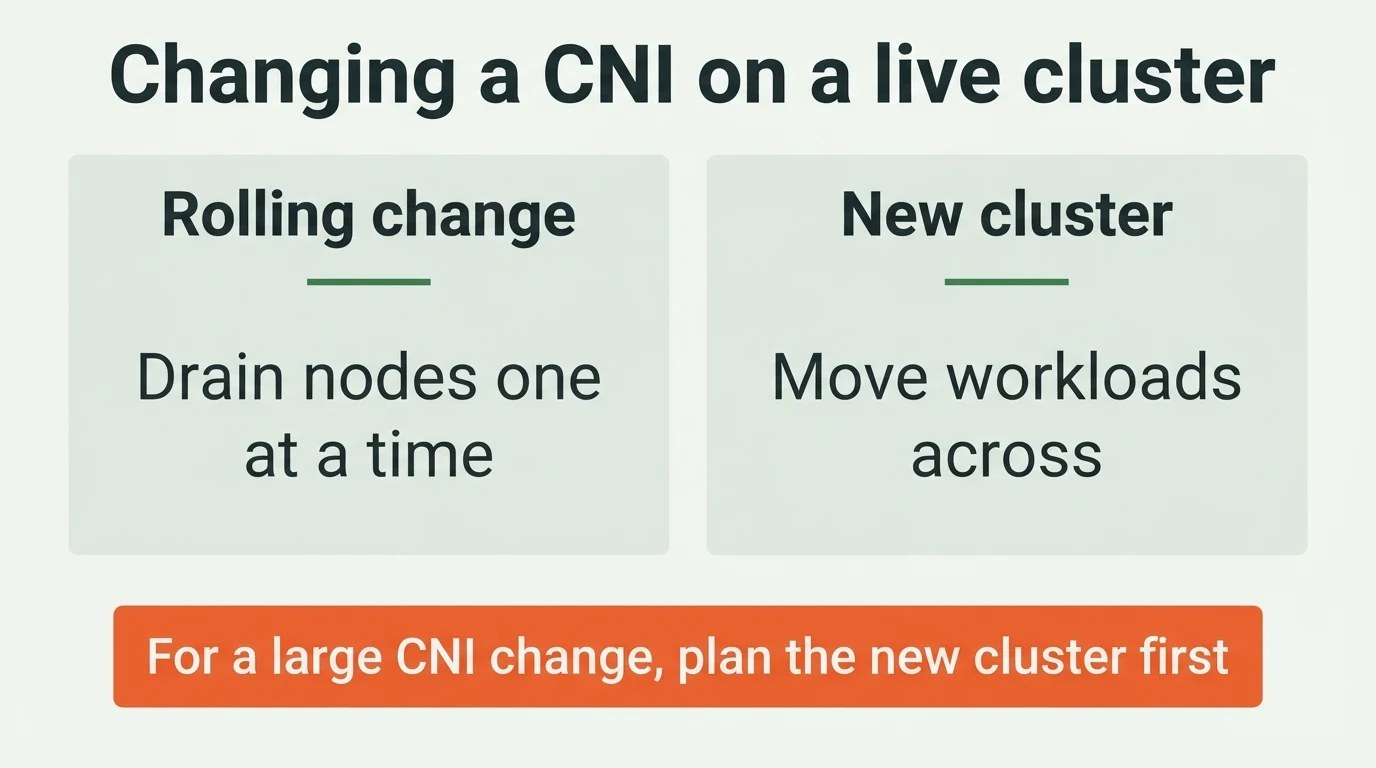 Changing a CNI on a live cluster
Rolling change
Drain nodes one
at a time
New cluster
Move workloads
across
For a large CNI change, plan the new cluster first